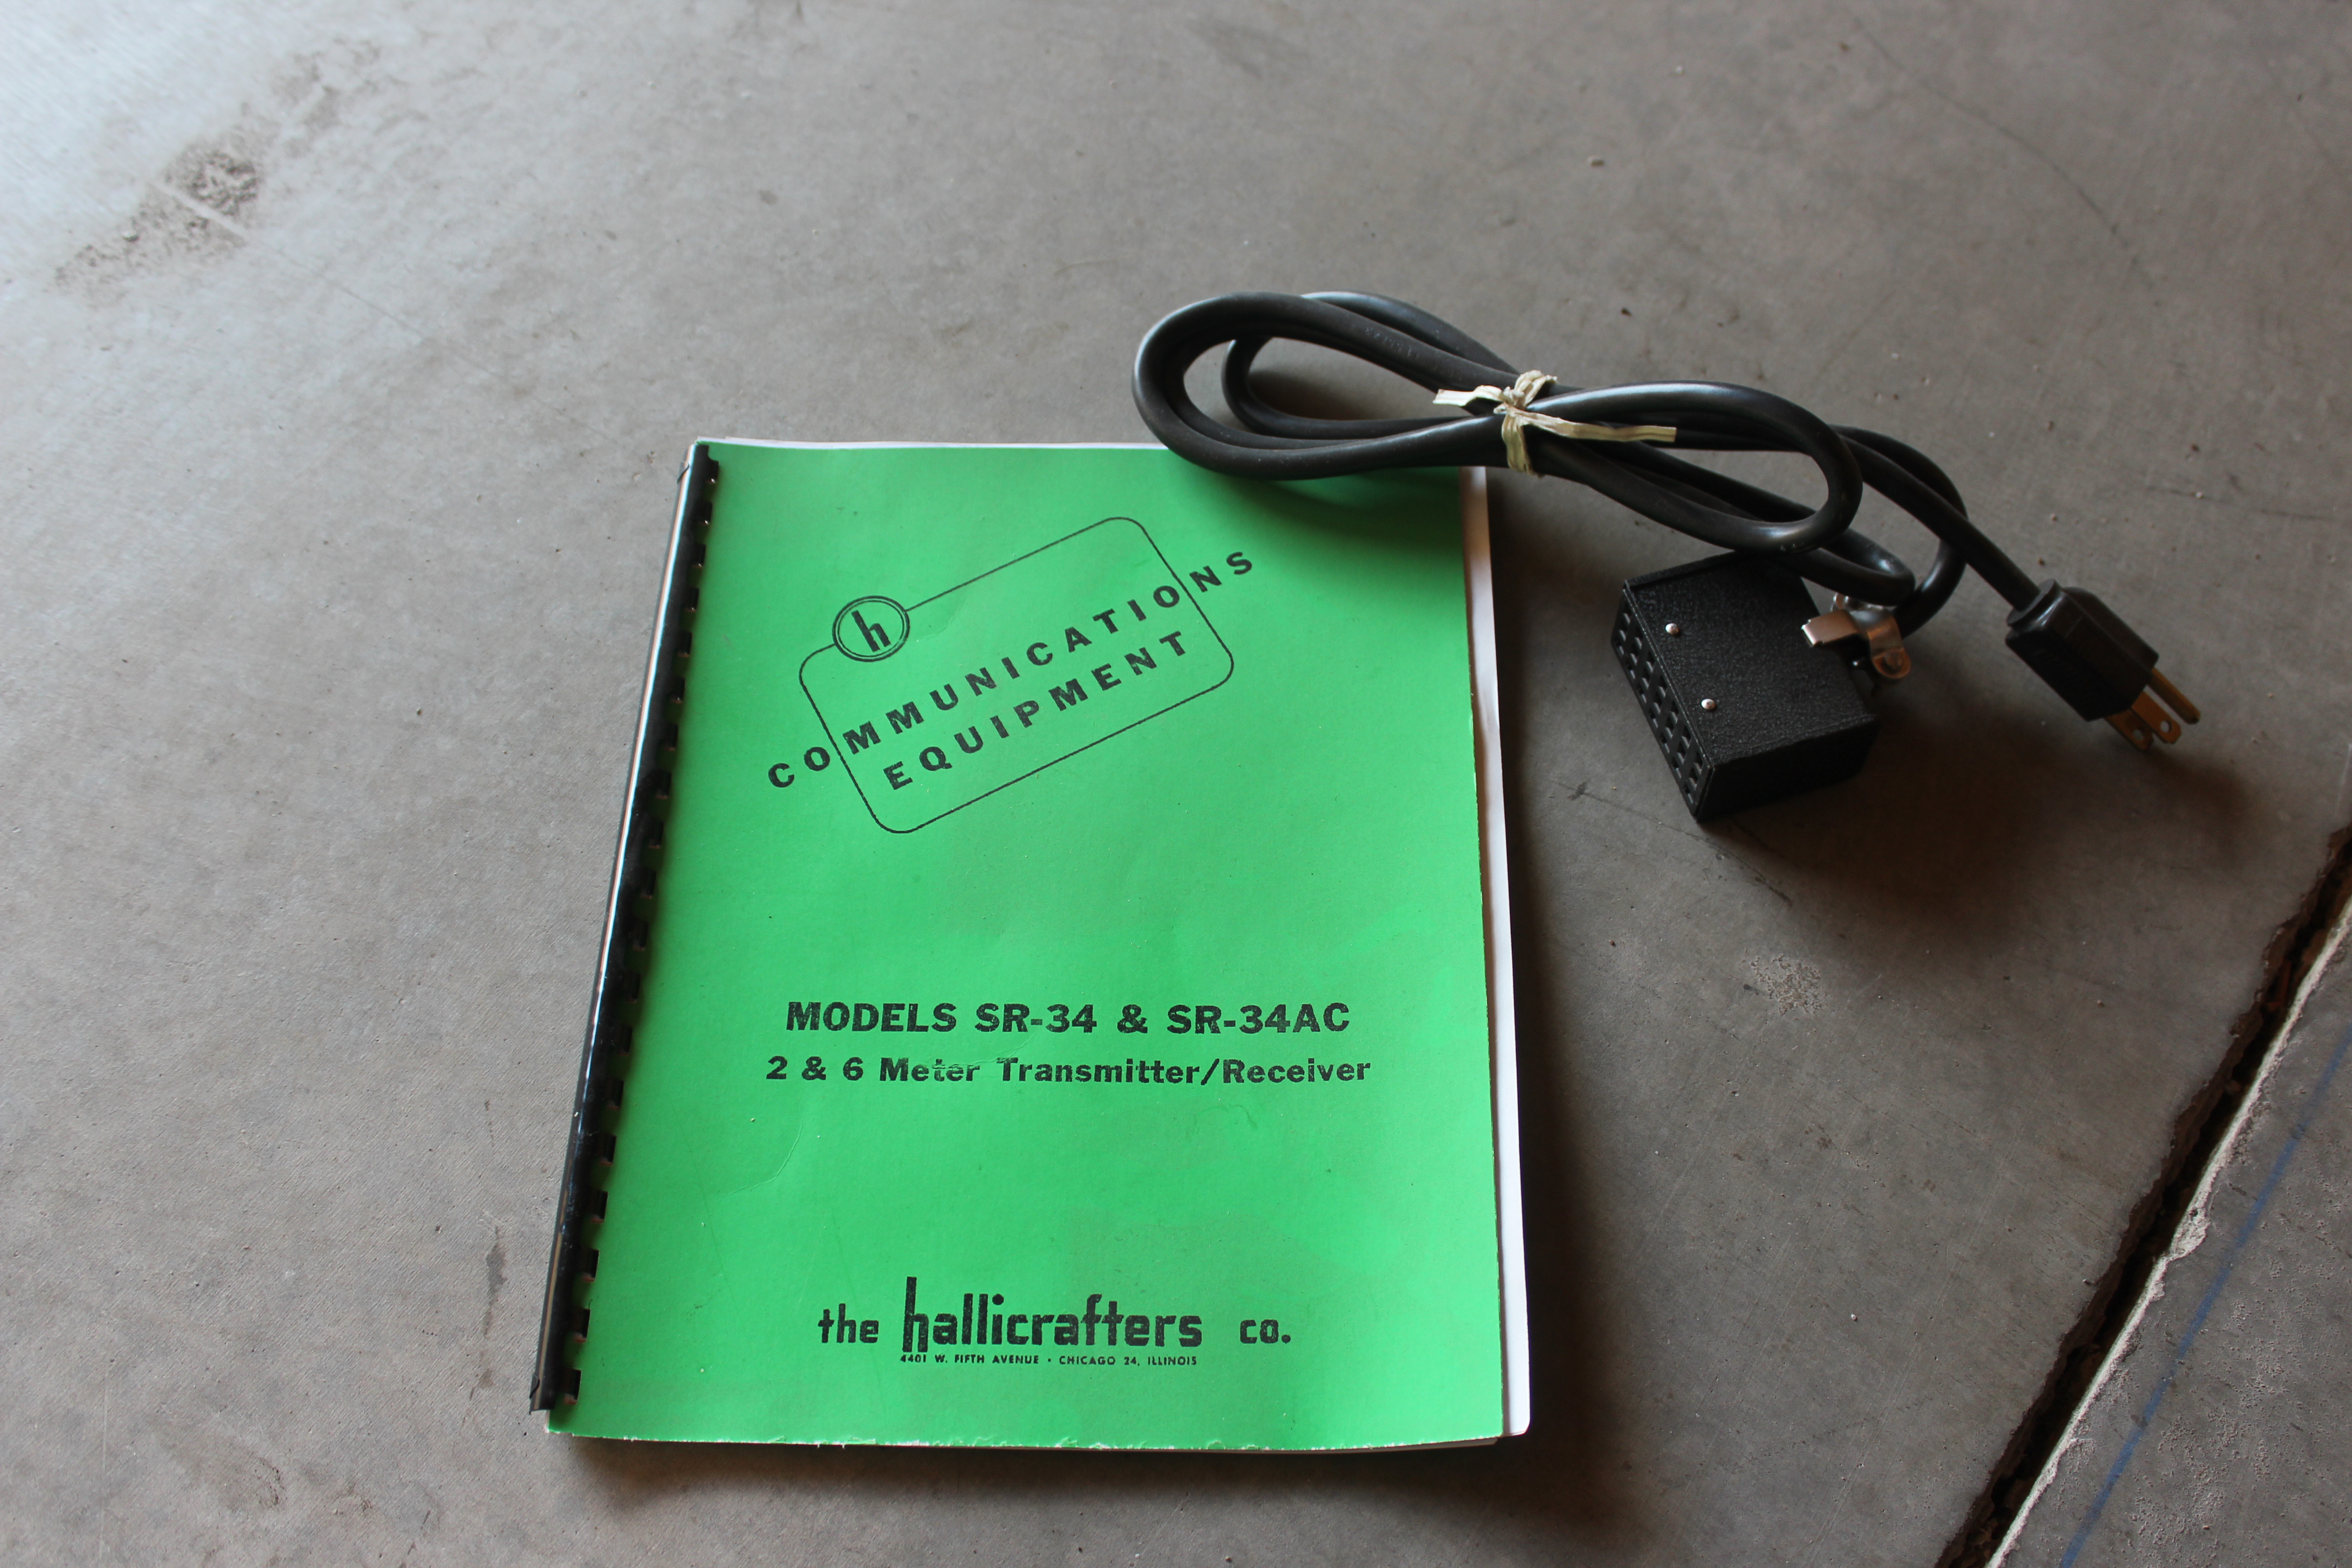 h
COMMUNICATIONS
EQUIPMENT
MODELS SR-34 & SR-34AC
2 & 6 Meter Transmitter/Receiver
the hallicrafters co.
4401 W. FIFTH AVENUE • CHICAGO 24, ILLINOIS